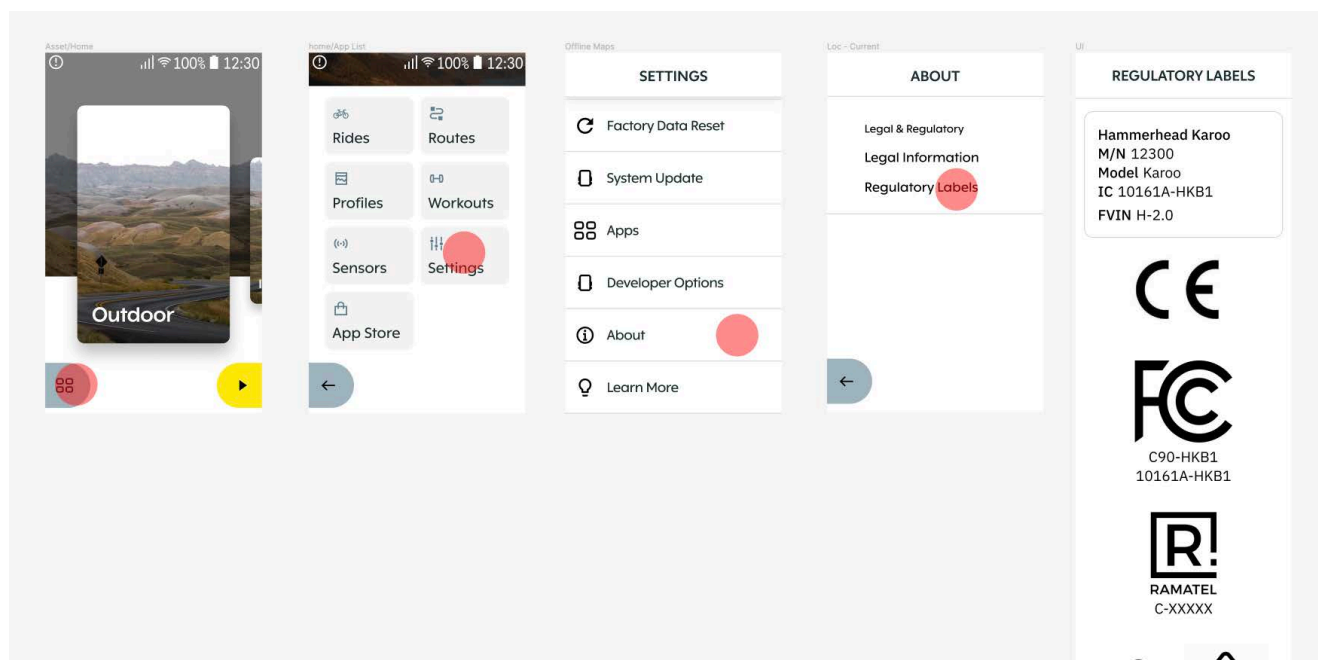 Asset/Home
100% 12:30
Outdoor
home/App List
100% 12:30
Rides
Routes
Profiles
Workouts
Sensors
Settings
App Store
Offline Maps
SETTINGS
Factory Data Reset
System Update
Apps
Developer Options
About
Learn More
Loc - Current
ABOUT
Legal & Regulatory
Legal Information
Regulatory Labels
UI
REGULATORY LABELS
Hammerhead Karoo
M/N 12300
Model Karoo
IC 10161A-HKB1
FVIN H-2.0
CE
FC
C90-HKB1
10161A-HKB1
R!
RAMATEL
C-XXXXX